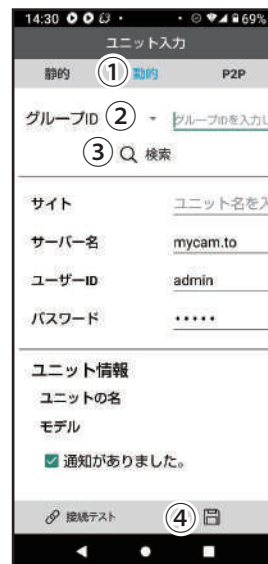 14:30 69%
ユニット入力
静的 ① 動的 P2P
グループID ② グループIDを入力し
③ 検索
サイト ユニット名を入
サーバー名 mycam.to
ユーザーID admin
パスワード •••••
ユニット情報
ユニットの名
モデル
通知がありました。
接続テスト ④